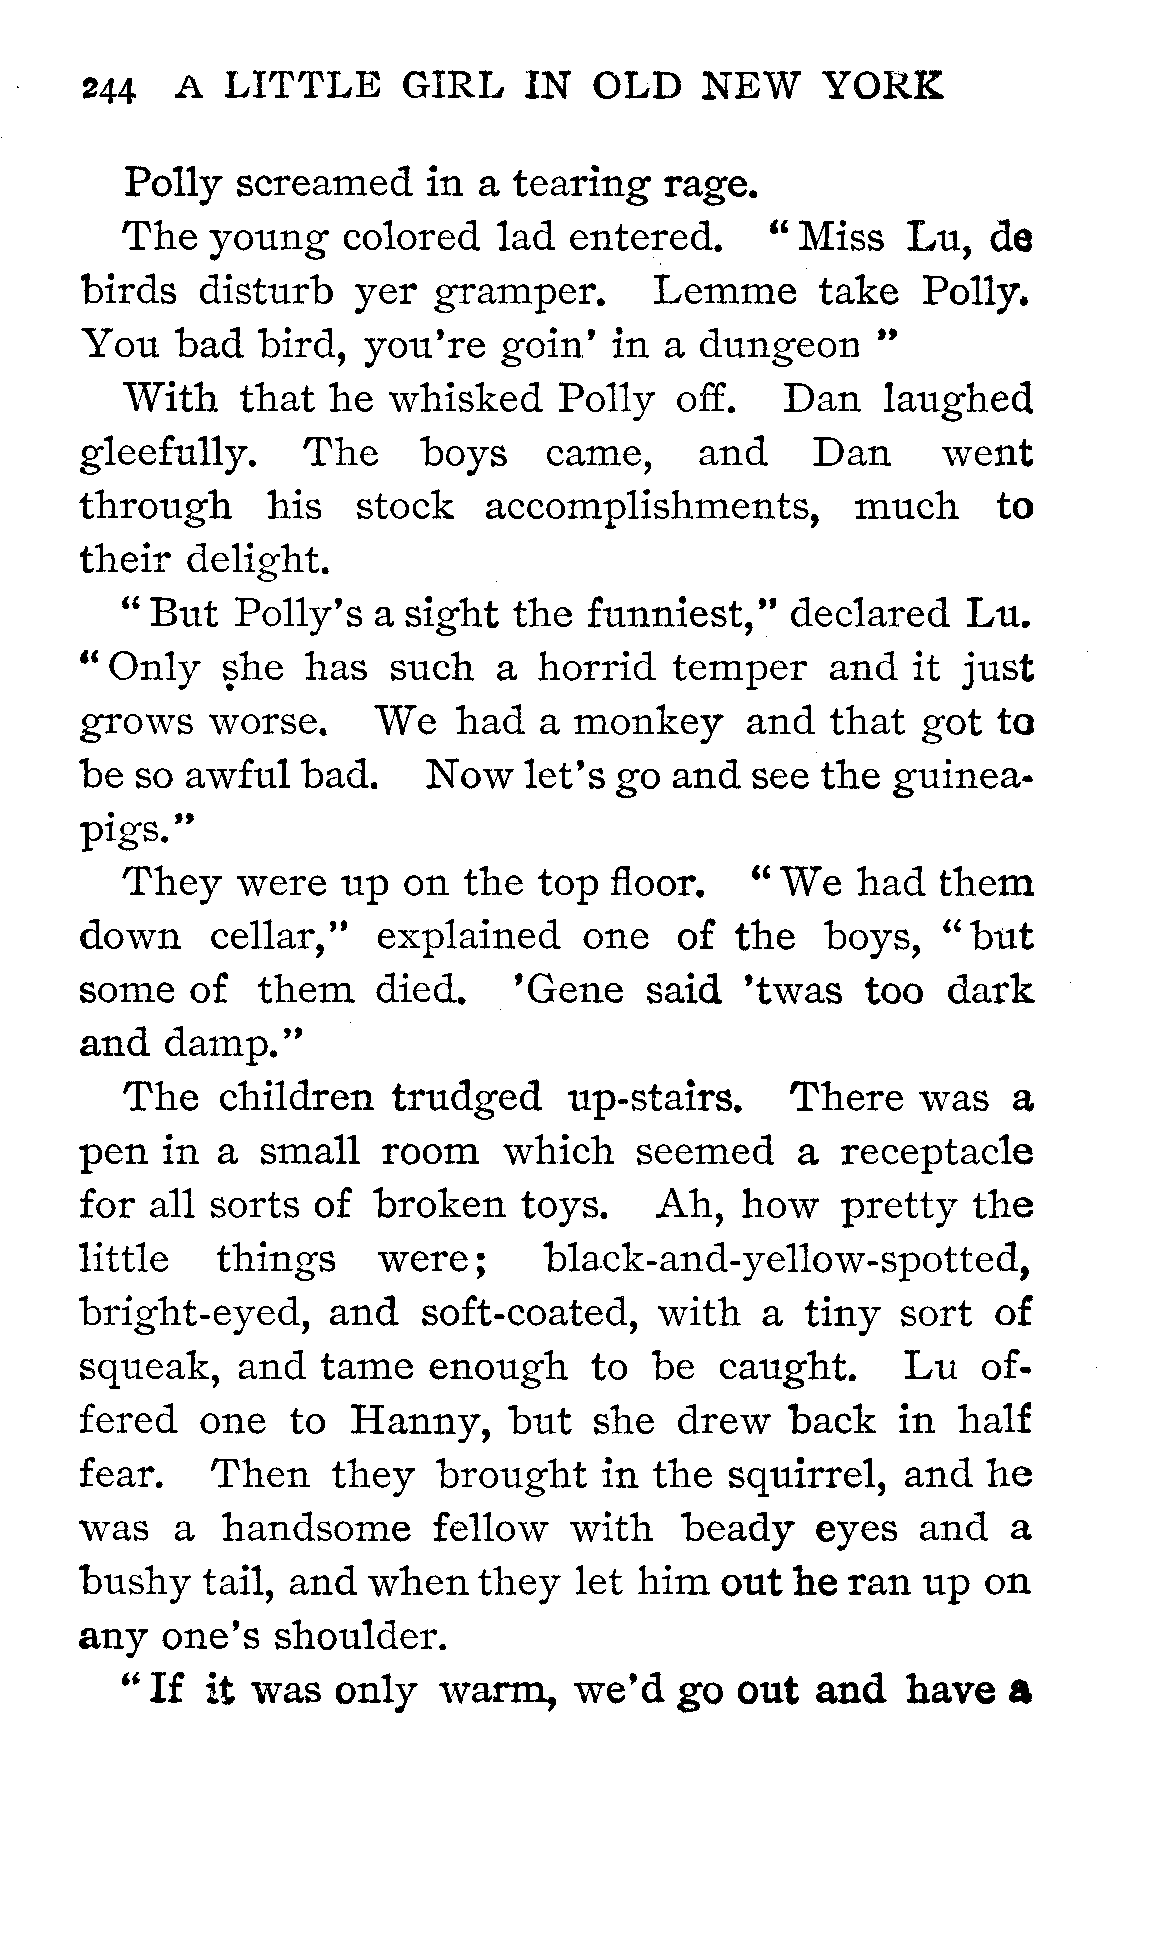 244 A LITTLE GIRL IN OLD NEW YORK
Polly screamed in a tearing rage.
The young colored lad entered. “Miss Lu, de
birds disturb yer gramper. Lemme take Polly.
You bad bird, you’re goin’ in a dungeon ”
With that he whisked Polly off. Dan laughed
gleefully. The boys came, and Dan went
through his stock accomplishments, much to
their delight.
“But Polly’s a sight the funniest,” declared Lu.
“Only she has such a horrid temper and it just
grows worse. We had a monkey and that got to
be so awful bad. Now let’s go and see the guinea-
pigs.”
They were up on the top floor. “We had them
down cellar,” explained one of the boys, “but
some of them died. ’Gene said ’twas too dark
and damp.”
The children trudged up-stairs. There was a
pen in a small room which seemed a receptacle
for all sorts of broken toys. Ah, how pretty the
little things were; black-and-yellow-spotted,
bright-eyed, and soft-coated, with a tiny sort of
squeak, and tame enough to be caught. Lu of-
fered one to Hanny, but she drew back in half
fear. Then they brought in the squirrel, and he
was a handsome fellow with beady eyes and a
bushy tail, and when they let him out he ran up on
any one’s shoulder.
“If it was only warm, we’d go out and have a